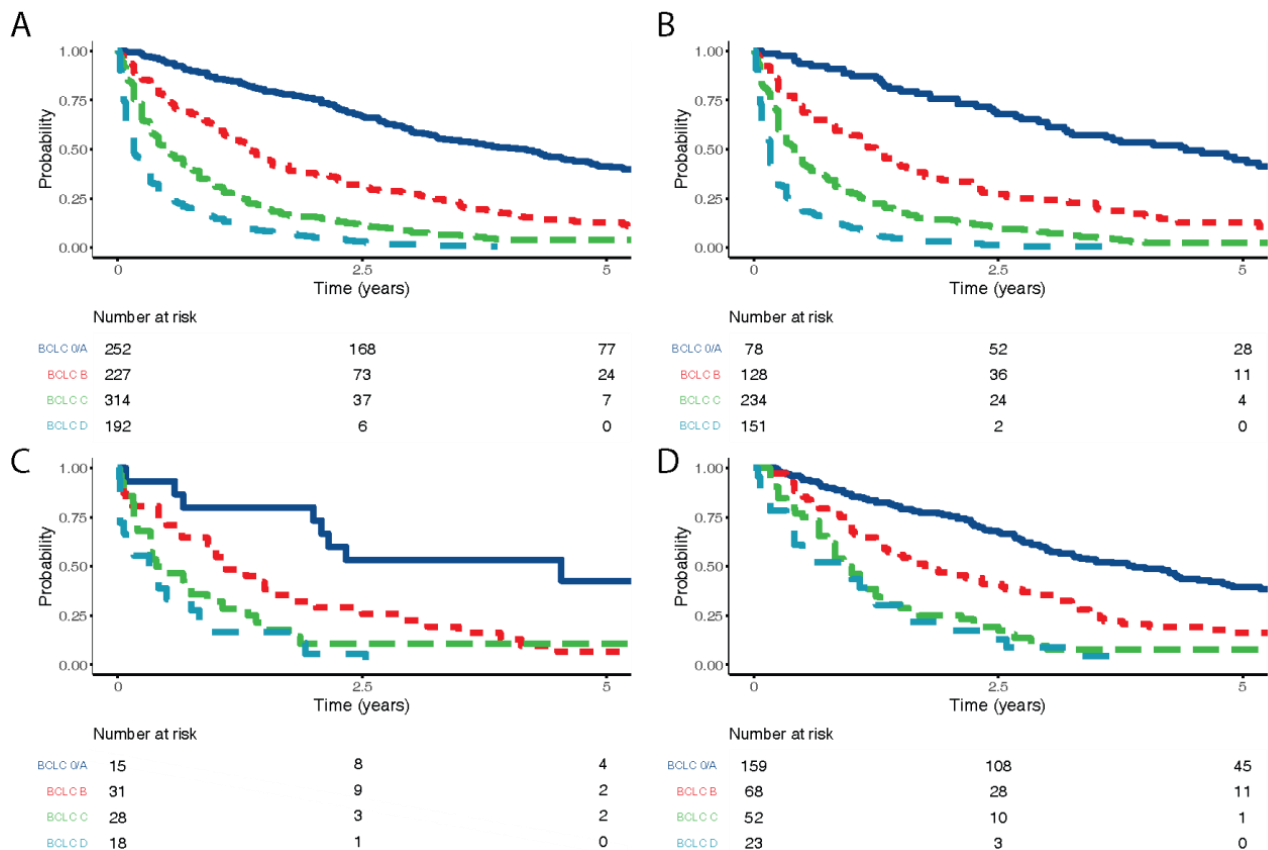 A
1.00
0.75
0.50
0.25
0.00
Probability
0 2.5 5
Time (years)
Number at risk
BCLC 0/A 252 168 77
BCLC B 227 73 24
BCLC C 314 37 7
BCLC D 192 6 0
B
1.00
0.75
0.50
0.25
0.00
Probability
0 2.5 5
Time (years)
Number at risk
BCLC 0/A 78 52 28
BCLC B 128 36 11
BCLC C 234 24 4
BCLC D 151 2 0
C
1.00
0.75
0.50
0.25
0.00
Probability
0 2.5 5
Time (years)
Number at risk
BCLC 0/A 15 8 4
BCLC B 31 9 2
BCLC C 28 3 2
BCLC D 18 1 0
D
1.00
0.75
0.50
0.25
0.00
Probability
0 2.5 5
Time (years)
Number at risk
BCLC 0/A 159 108 45
BCLC B 68 28 11
BCLC C 52 10 1
BCLC D 23 3 0